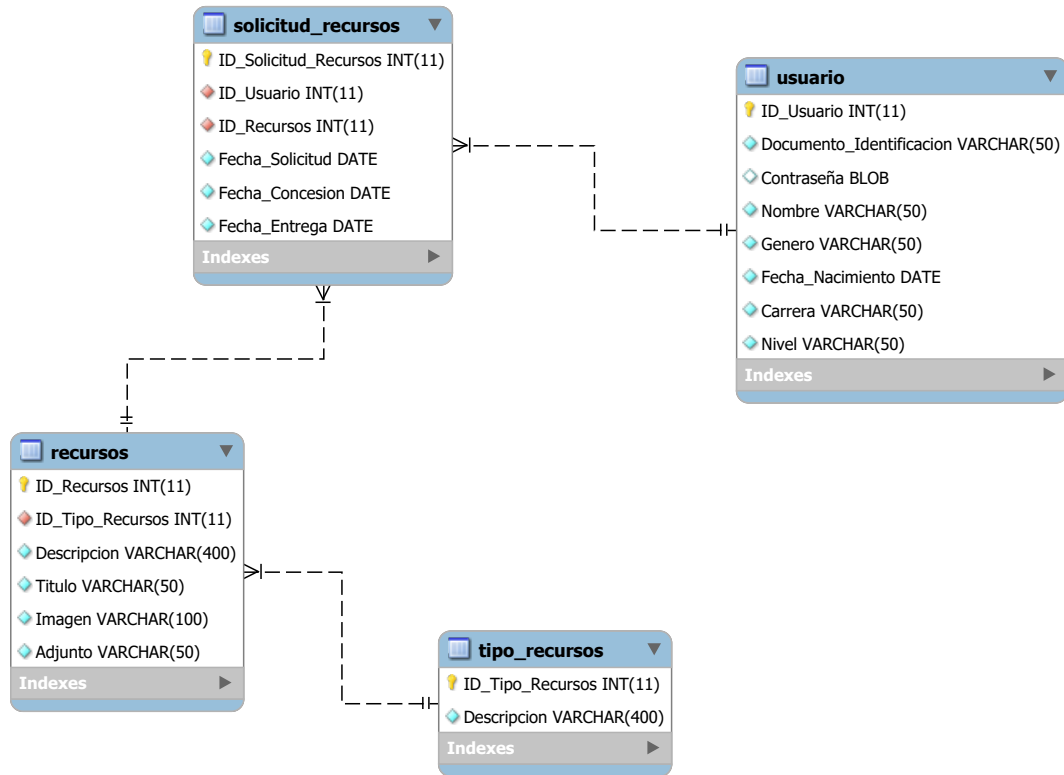 solicitud_recursos
ID_Solicitud_Recursos INT(11)
ID_Usuario INT(11)
ID_Recursos INT(11)
Fecha_Solicitud DATE
Fecha_Concesion DATE
Fecha_Entrega DATE
Indexes
usuario
ID_Usuario INT(11)
Documento_Identificacion VARCHAR(50)
Contraseña BLOB
Nombre VARCHAR(50)
Genero VARCHAR(50)
Fecha_Nacimiento DATE
Carrera VARCHAR(50)
Nivel VARCHAR(50)
Indexes
recursos
ID_Recursos INT(11)
ID_Tipo_Recursos INT(11)
Descripcion VARCHAR(400)
Titulo VARCHAR(50)
Imagen VARCHAR(100)
Adjunto VARCHAR(50)
Indexes
tipo_recursos
ID_Tipo_Recursos INT(11)
Descripcion VARCHAR(400)
Indexes